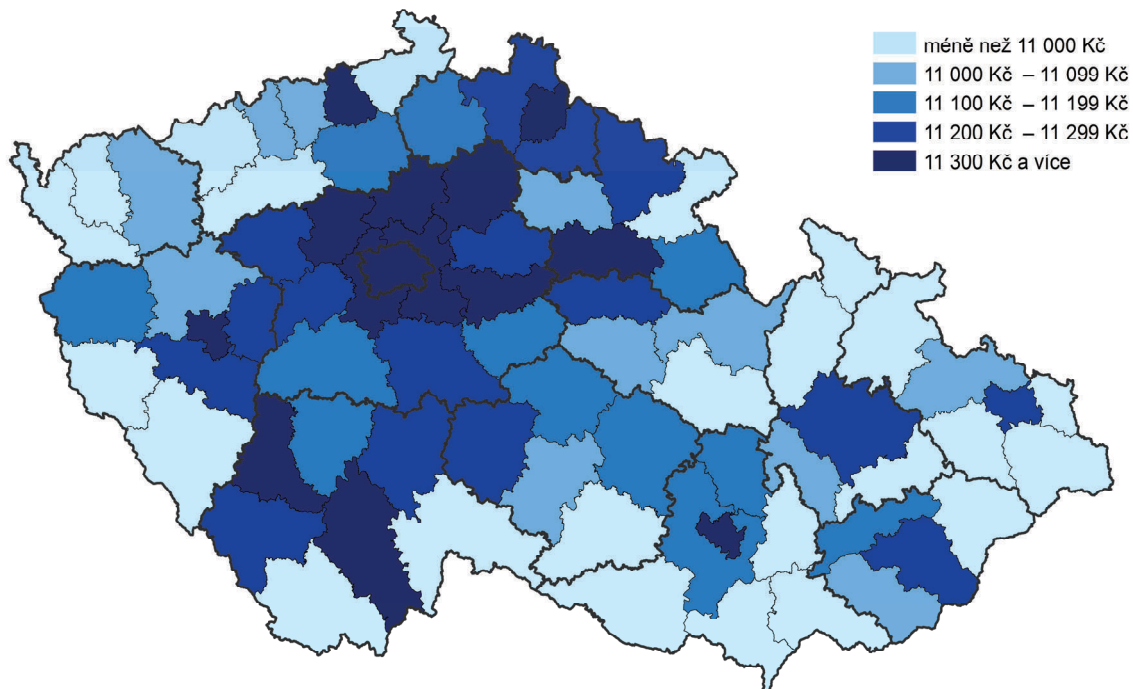 méně než 11 000 Kč
11 000 Kč – 11 099 Kč
11 100 Kč – 11 199 Kč
11 200 Kč – 11 299 Kč
11 300 Kč a více